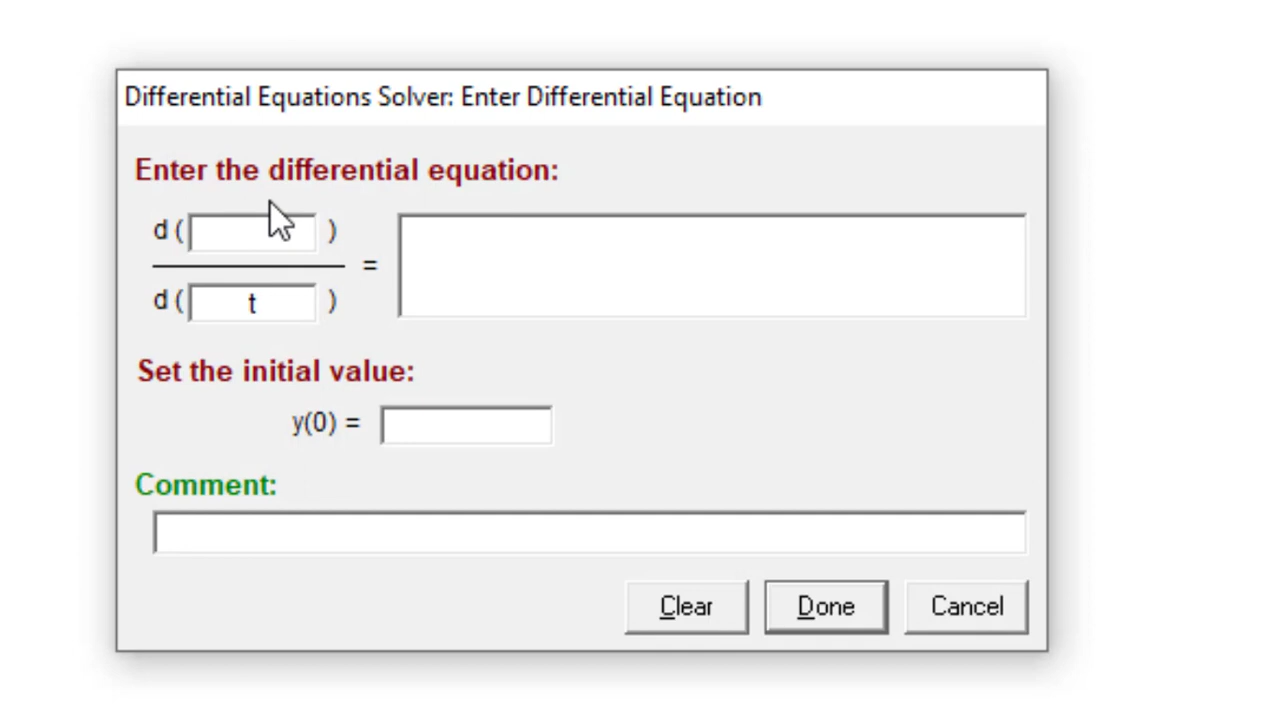 Differential Equations Solver: Enter Differential Equation
Enter the differential equation:
d ( )
=
d ( t )
Set the initial value:
y(0) =
Comment:
Clear Done Cancel